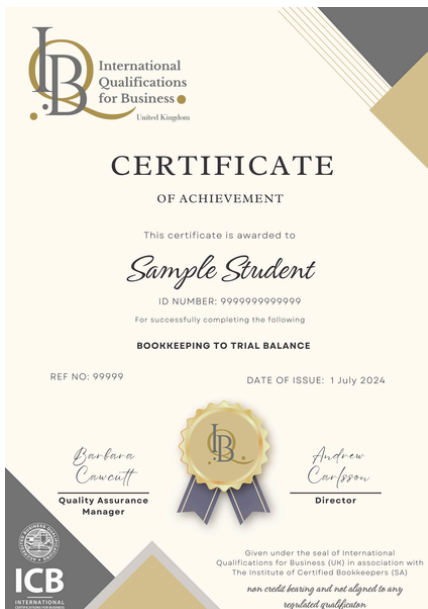 IQB
International
Qualifications
for Business
United Kingdom
CERTIFICATE
OF ACHIEVEMENT
This certificate is awarded to
Sample Student
ID NUMBER: 9999999999999
For successfully completing the following
BOOKKEEPING TO TRIAL BALANCE
REF NO: 99999
DATE OF ISSUE: 1 July 2024
IQB
Barbara
Cawcutt
Andrew
Carlsson
Quality Assurance
Manager
Director
Given under the seal of International
Qualifications for Business (UK) in association with
The Institute of Certified Bookkeepers (SA)
non credit bearing and not aligned to any
regulated qualification
ICB
INTERNATIONAL